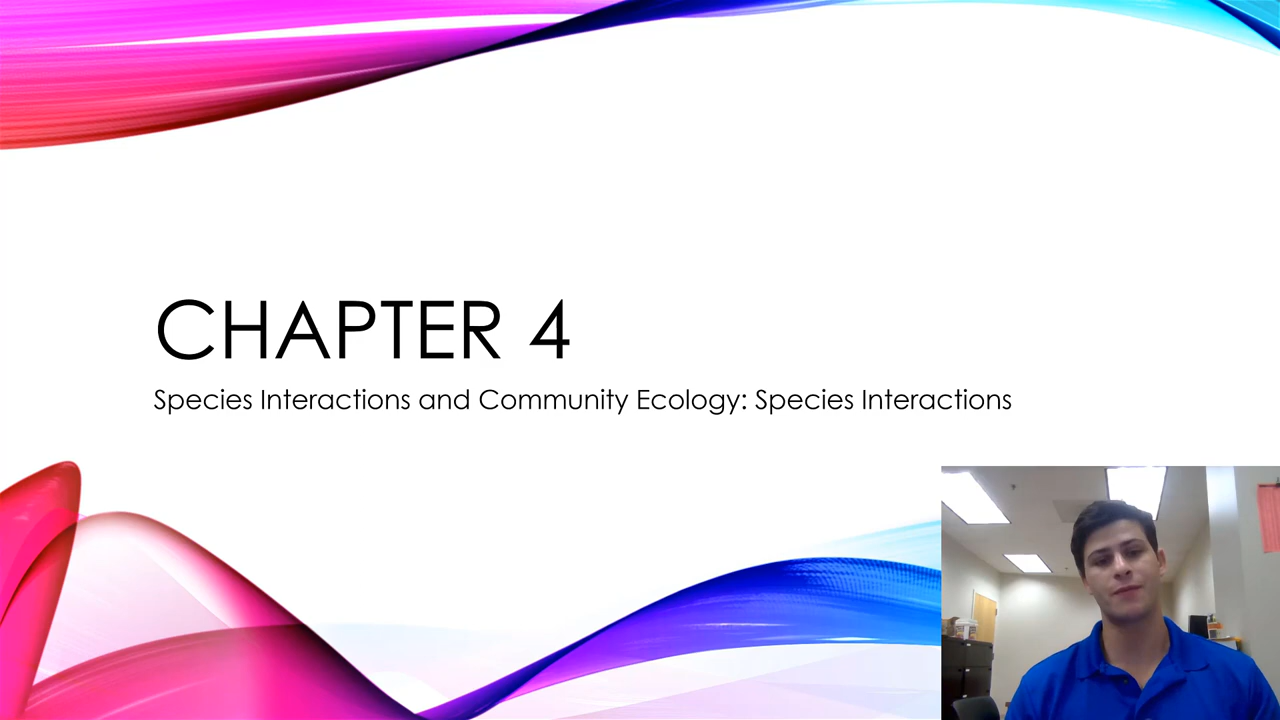 CHAPTER 4
Species Interactions and Community Ecology: Species Interactions